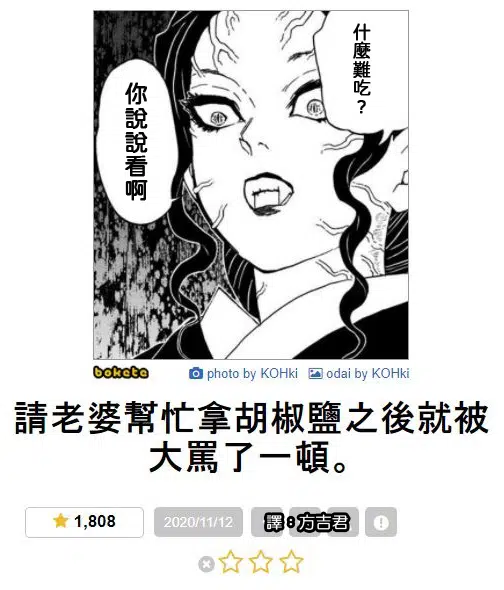 什麼難吃？
你說說看啊
bokete
photo by KOHki
odai by KOHki
請老婆幫忙拿胡椒鹽之後就被
大罵了一頓。
1,808
2020/11/12
譯:方吉君